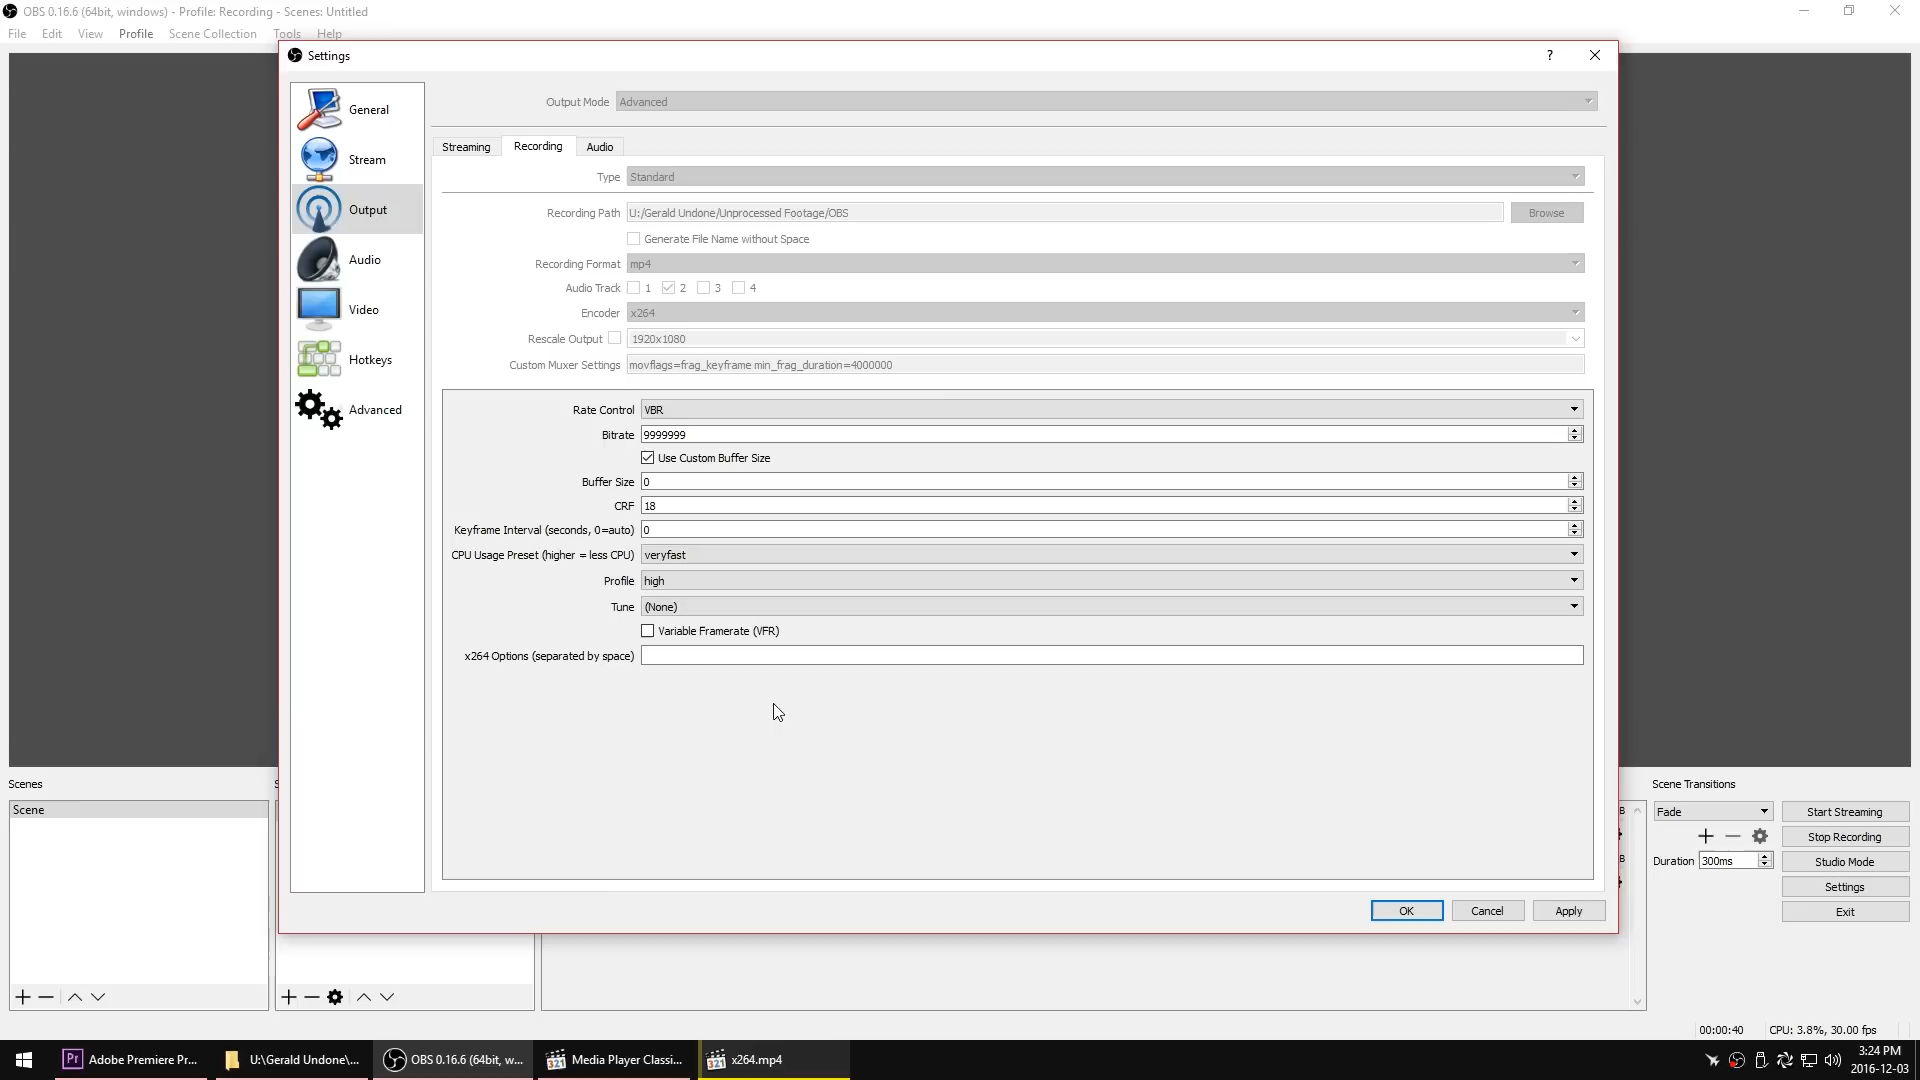 OBS 0.16.6 (64bit, windows) - Profile: Recording - Scenes: Untitled
File Edit View Profile Scene Collection Tools Help
Settings
?
General
Stream
Output
Audio
Video
Hotkeys
Advanced
Output Mode Advanced
Streaming Recording Audio
Type Standard
Recording Path U:/Gerald Undone/Unprocessed Footage/OBS Browse
Generate File Name without Space
Recording Format mp4
Audio Track 1 2 3 4
Encoder x264
Rescale Output 1920x1080
Custom Muxer Settings movflags=frag_keyframe min_frag_duration=4000000
Rate Control VBR
Bitrate 9999999
Use Custom Buffer Size
Buffer Size 0
CRF 18
Keyframe Interval (seconds, 0=auto) 0
CPU Usage Preset (higher = less CPU) veryfast
Profile high
Tune (None)
Variable Framerate (VFR)
x264 Options (separated by space)
OK Cancel Apply
Scenes
Scene
Scene Transitions
Fade
Duration 300ms
Start Streaming
Stop Recording
Studio Mode
Settings
Exit
00:00:40 CPU: 3.8%, 30.00 fps
Pr Adobe Premiere Pr... U:\Gerald Undone\... OBS 0.16.6 (64bit, w... 321 Media Player Classi... 321 x264.mp4
3:24 PM
2016-12-03